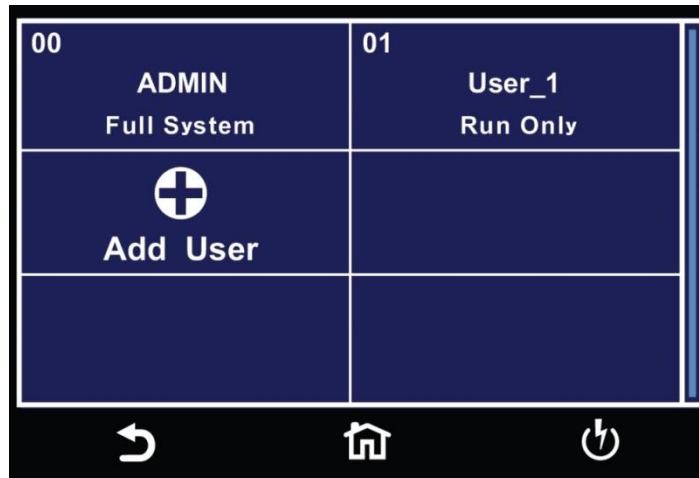 00
ADMIN
Full System
01
User_1
Run Only
Add User